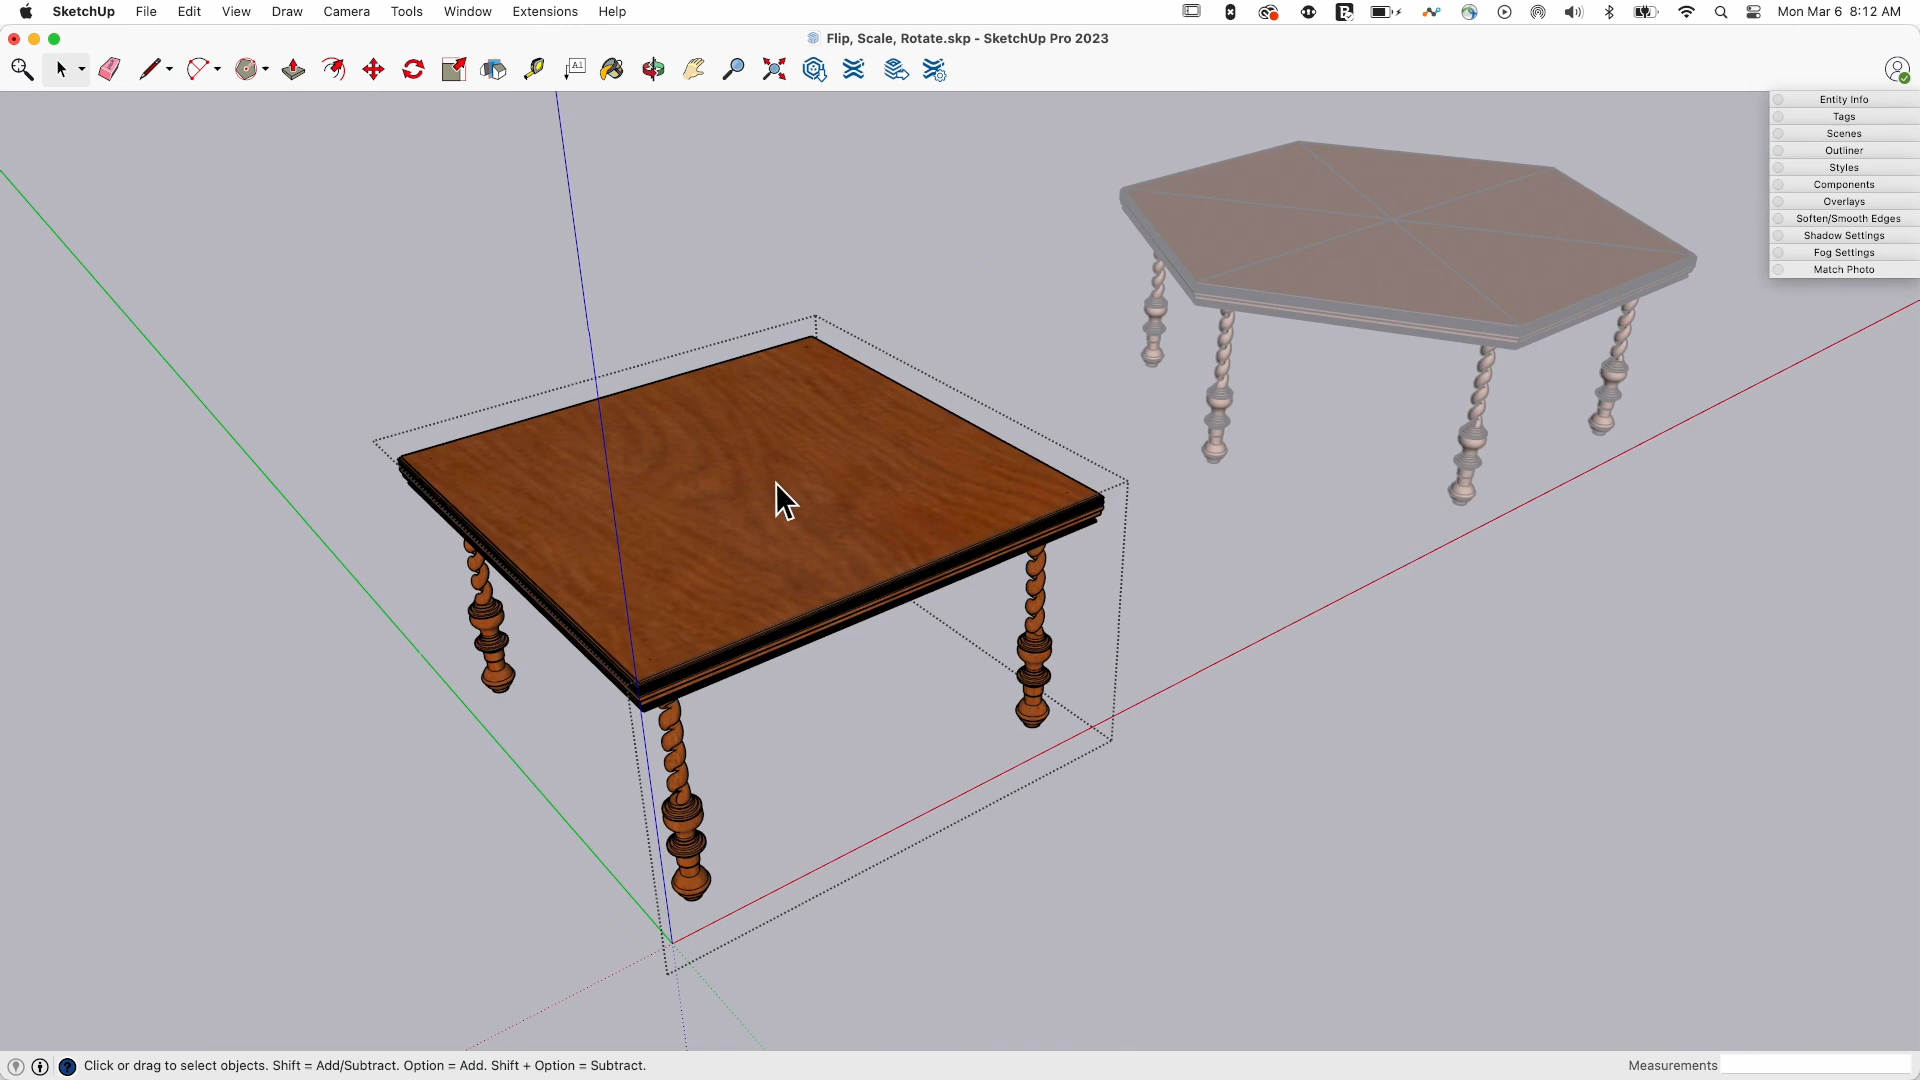 SketchUp File Edit View Draw Camera Tools Window Extensions Help Mon Mar 6 8:12 AM
Flip, Scale, Rotate.skp - SketchUp Pro 2023
A1
Entity Info
Tags
Scenes
Outliner
Styles
Components
Overlays
Soften/Smooth Edges
Shadow Settings
Fog Settings
Match Photo
Click or drag to select objects. Shift = Add/Subtract. Option = Add. Shift + Option = Subtract. Measurements